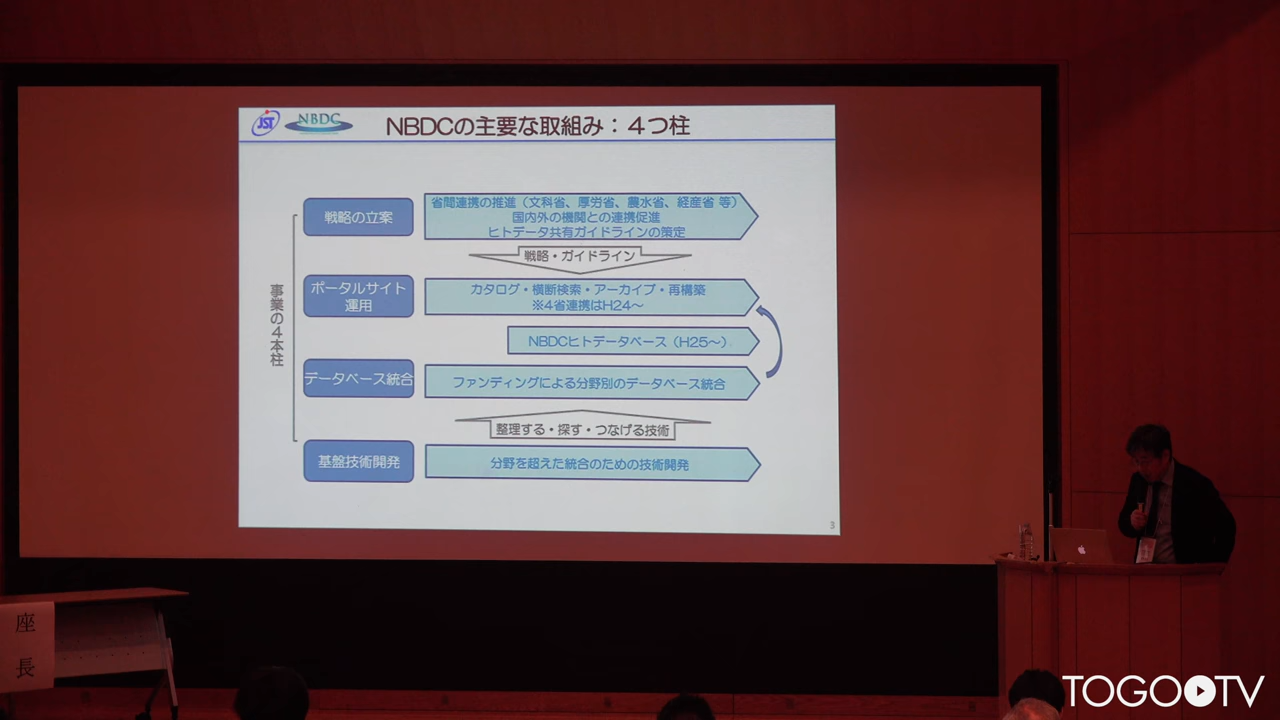 JST
NBDC
NBDCの主要な取組み：４つ柱
事業の４本柱
戦略の立案
省間連携の推進（文科省、厚労省、農水省、経産省 等）
国内外の機関との連携促進
ヒトデータ共有ガイドラインの策定
戦略・ガイドライン
ポータルサイト
運用
カタログ・横断検索・アーカイブ・再構築
※4省連携はH24～
NBDCヒトデータベース（H25～）
データベース統合
ファンディングによる分野別のデータベース統合
整理する・探す・つなげる技術
基盤技術開発
分野を超えた統合のための技術開発
3
座
長
TOGOTV